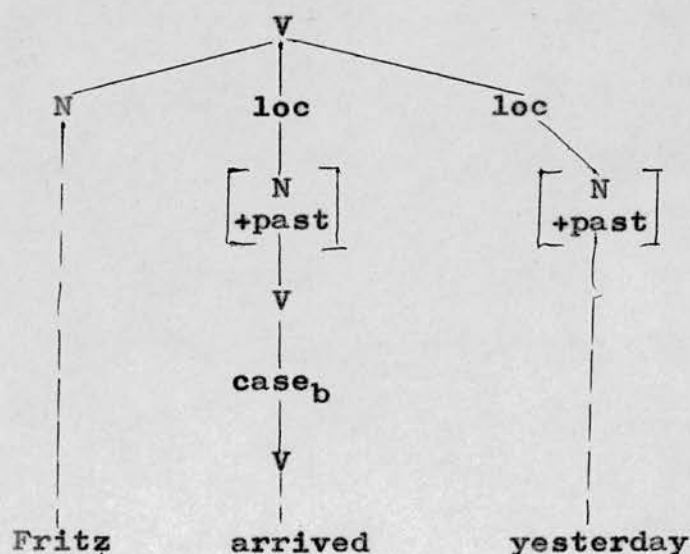 V
N loc loc
[N +past] [N +past]
V
case_b
V
Fritz arrived yesterday